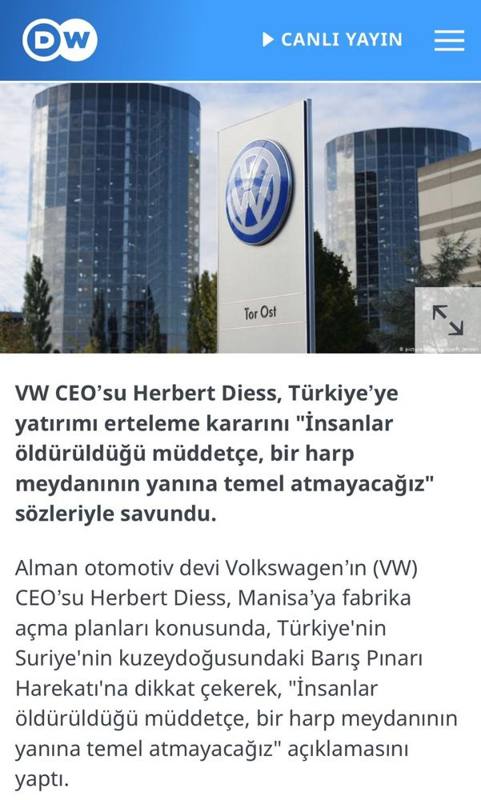 DW
CANLI YAYIN
Tor Ost
VW CEO’su Herbert Diess, Türkiye’ye
yatırımı erteleme kararını "İnsanlar
öldürüldüğü müddetçe, bir harp
meydanının yanına temel atmayacağız"
sözleriyle savundu.
Alman otomotiv devi Volkswagen’ın (VW)
CEO’su Herbert Diess, Manisa’ya fabrika
açma planları konusunda, Türkiye'nin
Suriye'nin kuzeydoğusundaki Barış Pınarı
Harekatı'na dikkat çekerek, "İnsanlar
öldürüldüğü müddetçe, bir harp meydanının
yanına temel atmayacağız" açıklamasını
yaptı.